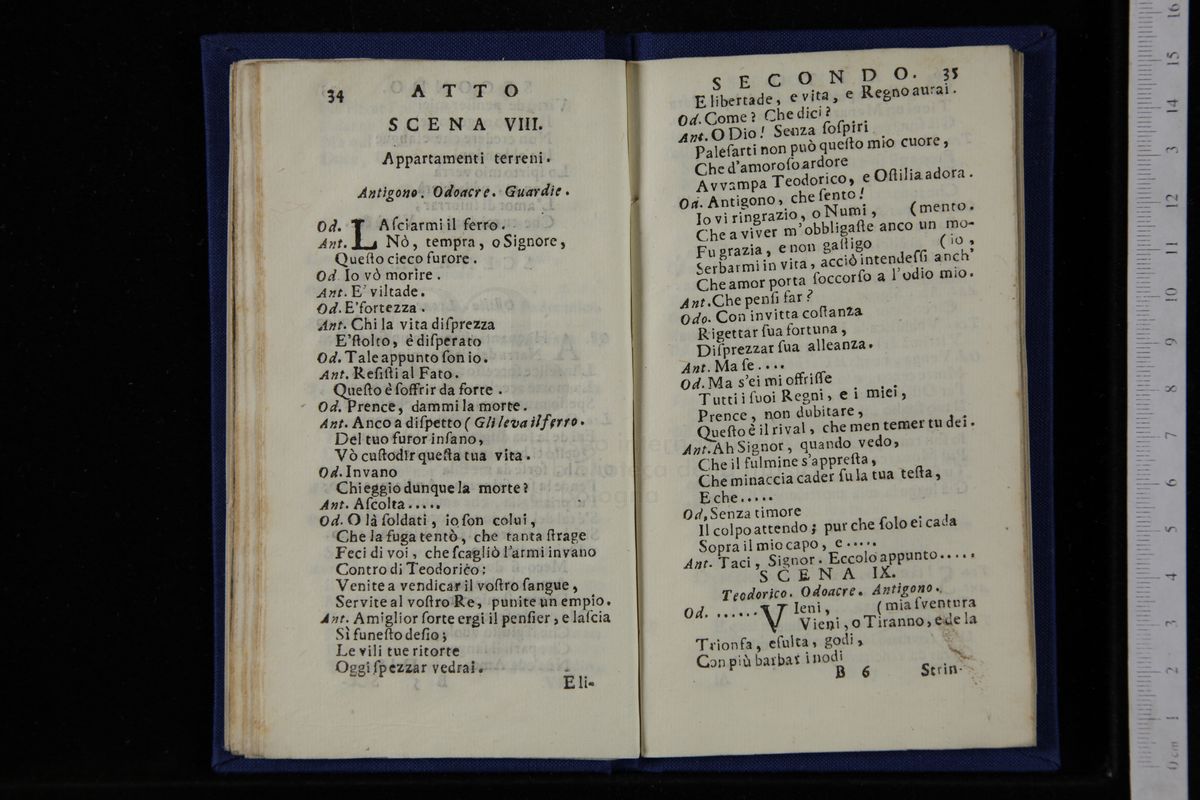 34 ATTO
SCENA VIII.
Appartamenti terreni.
Antigono. Odoacre. Guardie.
Od. LAſciarmi il ferro.
Ant. Nò, tempra, o Signore,
Queſto cieco furore.
Od Io vò morire.
Ant. E' viltade.
Od. E' fortezza.
Ant. Chi la vita diſprezza
E' ſtolto, è diſperato
Od. Tale appunto ſon io.
Ant. Reſiſti al Fato.
Queſto è ſoffrir da forte.
Od. Prence, dammi la morte.
Ant. Anco a diſpetto (Gli leva il ferro.
Del tuo furor inſano,
Vò cuſtodir queſta tua vita.
Od. Invano
Chieggio dunque la morte?
Ant. Aſcolta.....
Od. O là ſoldati, io ſon colui,
Che la fuga tentò, che tanta ſtrage
Feci di voi, che ſcagliò l'armi invano
Contro di Teodorico:
Venite a vendicar il voſtro ſangue,
Servite al voſtro Re, punite un empio.
Ant. A miglior ſorte ergi il penſier, e laſcia
Sì funeſto deſio;
Le vili tue ritorte
Oggi ſpezzar vedrai.
E li-
SECONDO. 35
E libertade, e vita, e Regno aurai.
Od. Come? Che dici?
Ant. O Dio! Senza ſoſpiri
Paleſarti non può queſto mio cuore,
Che d'amoroſo ardore
Avvampa Teodorico, e Oſtilia adora.
Od. Antigono, che ſento!
Io vi ringrazio, o Numi, (mento.
Che a viver m'obbligaſte anco un mo-
Fu grazia, e non gaſtigo (io,
Serbarmi in vita, acciò intendeſſi anch'
Che amor porta ſoccorſo a l'odio mio.
Ant. Che penſi far?
Odo. Con invitta coſtanza
Rigettar ſua fortuna,
Diſprezzar ſua alleanza.
Ant. Ma ſe....
Od. Ma s'ei mi offriſſe
Tutti i ſuoi Regni, e i miei,
Prence, non dubitare,
Queſto è il rival, che men temer tu dei.
Ant. Ah Signor, quando vedo,
Che il fulmine s'appreſta,
Che minaccia cader ſu la tua teſta,
E che.....
Od, Senza timore
Il colpo attendo; pur che ſolo ei cada
Sopra il mio capo, e.....
Ant. Taci, Signor. Eccolo appunto.....
SCENA IX.
Teodorico. Odoacre. Antigono.
Od. ......VIeni, (mia ſventura
Vieni, o Tiranno, e de la
Trionfa, eſulta, godi,
Con più barbari nodi
B 6 Strin-